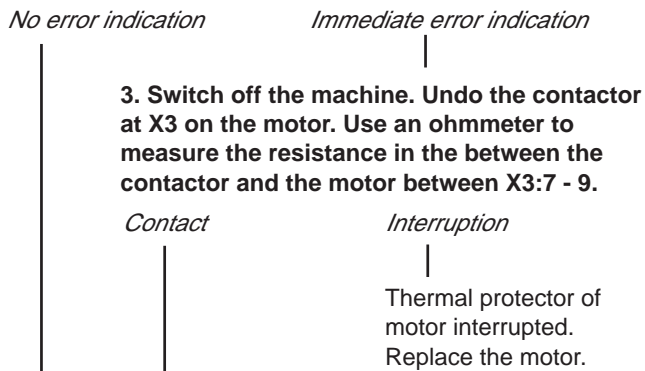 No error indication
Immediate error indication
3. Switch off the machine. Undo the contactor
at X3 on the motor. Use an ohmmeter to
measure the resistance in the between the
contactor and the motor between X3:7 - 9.
Contact
Interruption
Thermal protector of
motor interrupted.
Replace the motor.